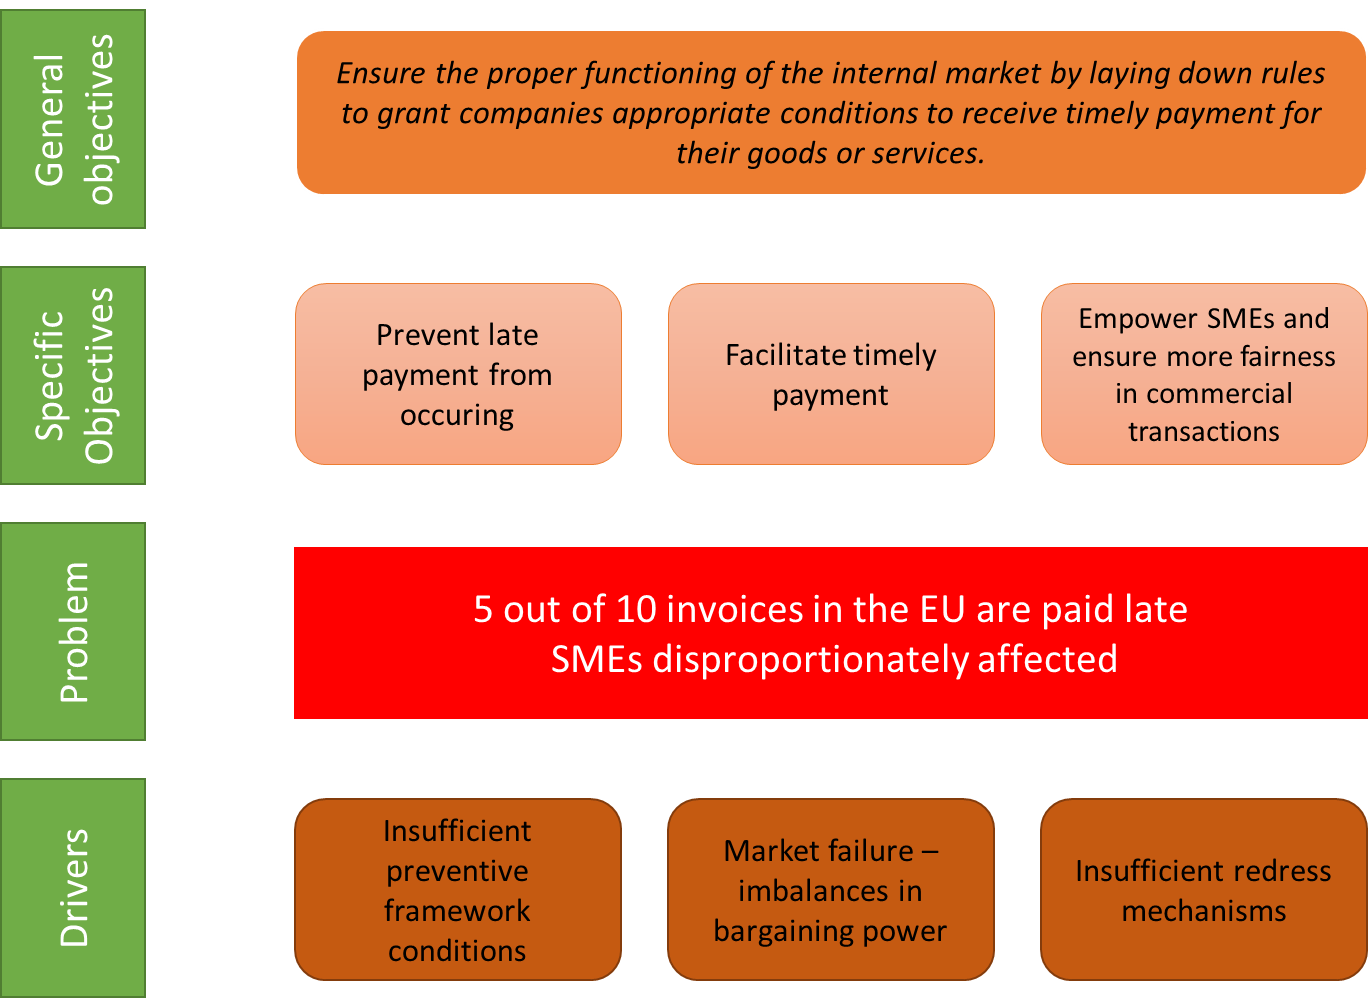 General
objectives
Ensure the proper functioning of the internal market by laying down rules
to grant companies appropriate conditions to receive timely payment for
their goods or services.
Specific
Objectives
Prevent late
payment from
occuring
Facilitate timely
payment
Empower SMEs and
ensure more fairness
in commercial
transactions
Problem
5 out of 10 invoices in the EU are paid late
SMEs disproportionately affected
Drivers
Insufficient
preventive
framework
conditions
Market failure –
imbalances in
bargaining power
Insufficient redress
mechanisms